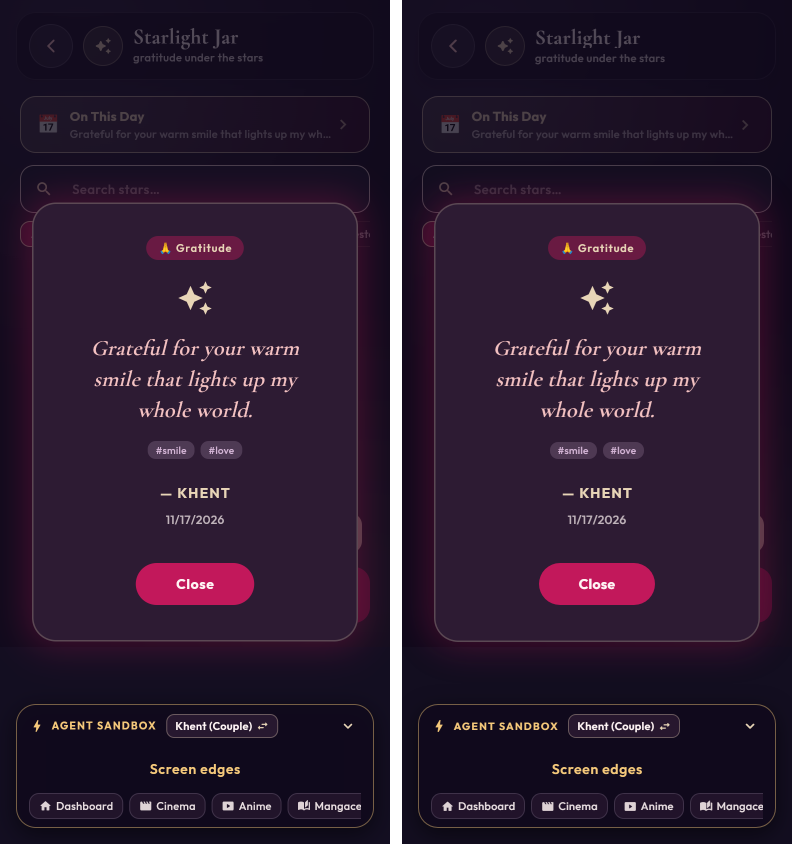 Starlight Jar
gratitude under the stars
On This Day
Grateful for your warm smile that lights up my wh...
Search stars...
🙏 Gratitude
Grateful for your warm
smile that lights up my
whole world.
#smile #love
— KHENT
11/17/2026
Close
AGENT SANDBOX Khent (Couple)
Screen edges
Dashboard Cinema Anime Mangace
Starlight Jar
gratitude under the stars
On This Day
Grateful for your warm smile that lights up my wh...
Search stars...
🙏 Gratitude
Grateful for your warm
smile that lights up my
whole world.
#smile #love
— KHENT
11/17/2026
Close
AGENT SANDBOX Khent (Couple)
Screen edges
Dashboard Cinema Anime Mangace